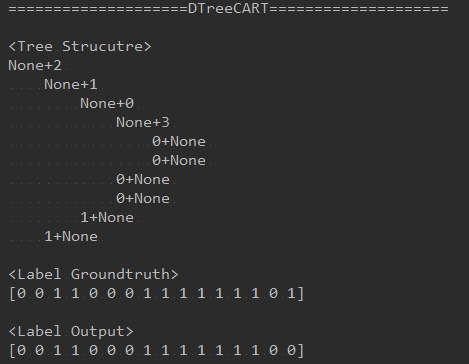 ====================DTreeCART====================
<Tree Strucutre>
None+2
    None+1
        None+0
            None+3
                0+None
                0+None
            0+None
            0+None
        1+None
    1+None
<Label Groundtruth>
[0 0 1 1 0 0 0 1 1 1 1 1 1 1 0 1]
<Label Output>
[0 0 1 1 0 0 0 1 1 1 1 1 1 1 0 0]